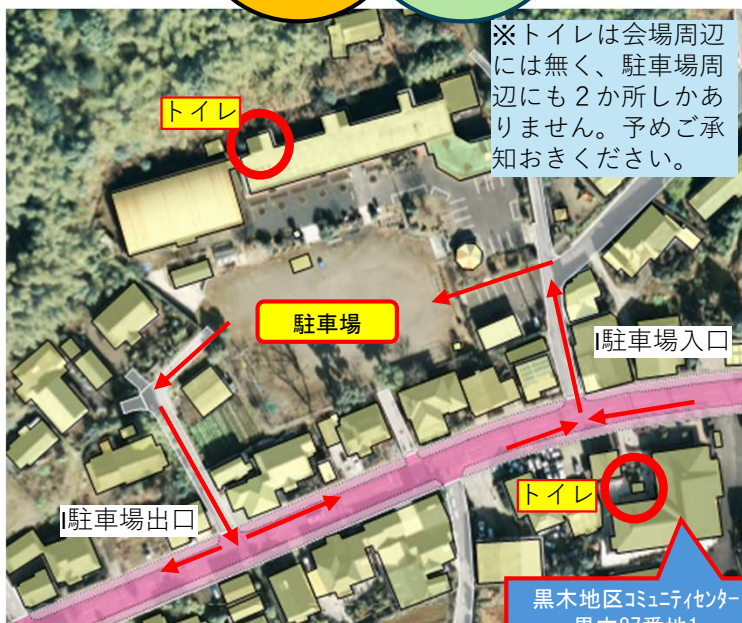 ※トイレは会場周辺
には無く、駐車場周
辺にも２か所しかあ
りません。予めご承
知おきください。
トイレ
駐車場
I駐車場入口
トイレ
I駐車場出口
黒木地区ｺﾐｭﾆﾃｨｾﾝﾀｰ